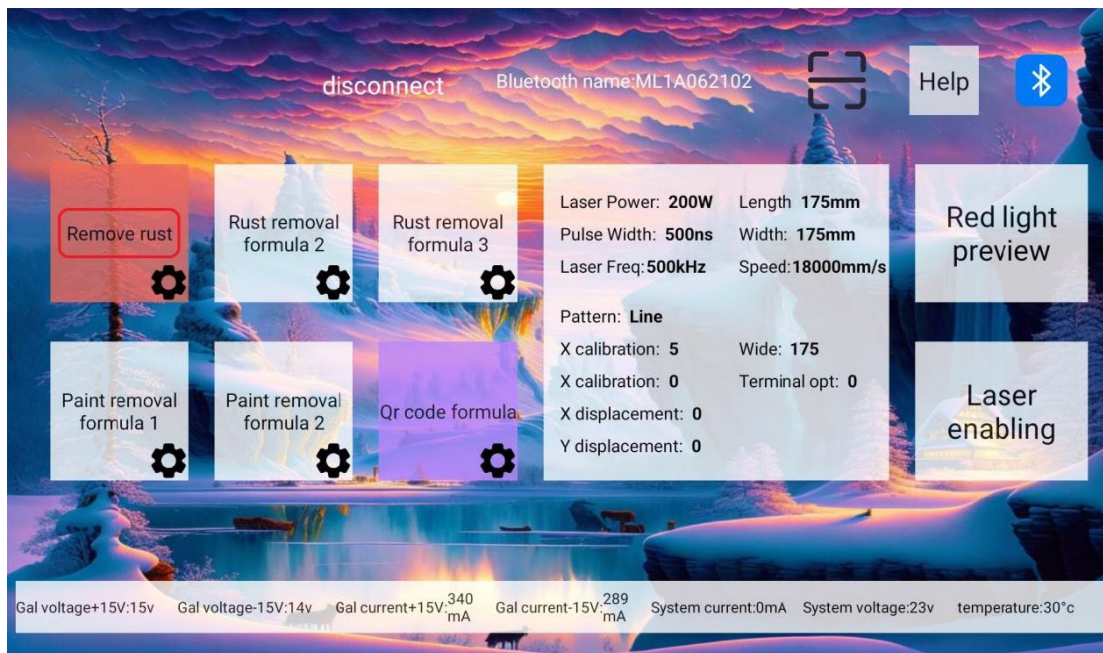 disconnect
Bluetooth name:ML1A062102
Help
Remove rust
Rust removal
formula 2
Rust removal
formula 3
Paint removal
formula 1
Paint removal
formula 2
Qr code formula
Laser Power: 200W Length 175mm
Pulse Width: 500ns Width: 175mm
Laser Freq:500kHz Speed:18000mm/s
Pattern: Line
X calibration: 5 Wide: 175
X calibration: 0 Terminal opt: 0
X displacement: 0
Y displacement: 0
Red light
preview
Laser
enabling
Gal voltage+15V:15v Gal voltage-15V:14v Gal current+15V:340 mA Gal current-15V:289 mA System current:0mA System voltage:23v temperature:30°c